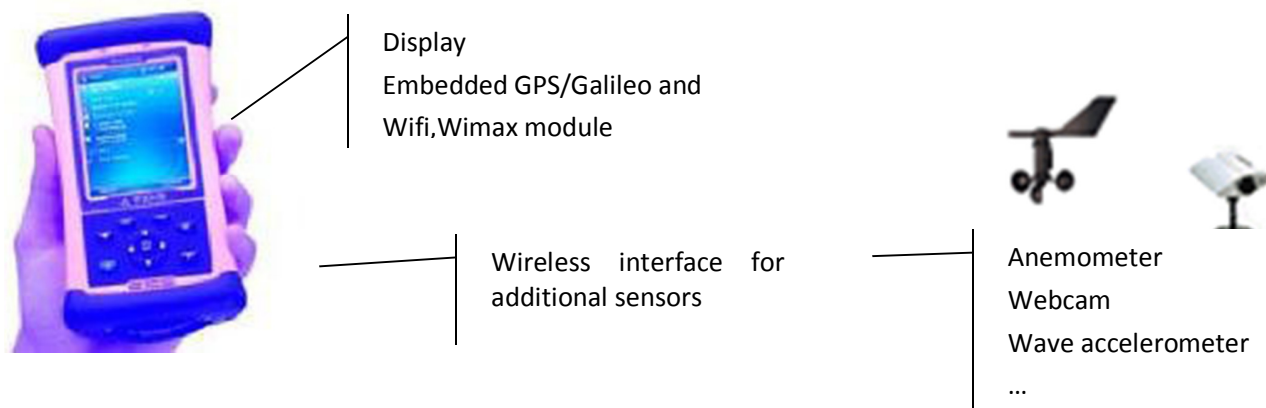 Display
Embedded GPS/Galileo and
Wifi,Wimax module
Wireless interface for
additional sensors
Anemometer
Webcam
Wave accelerometer
...